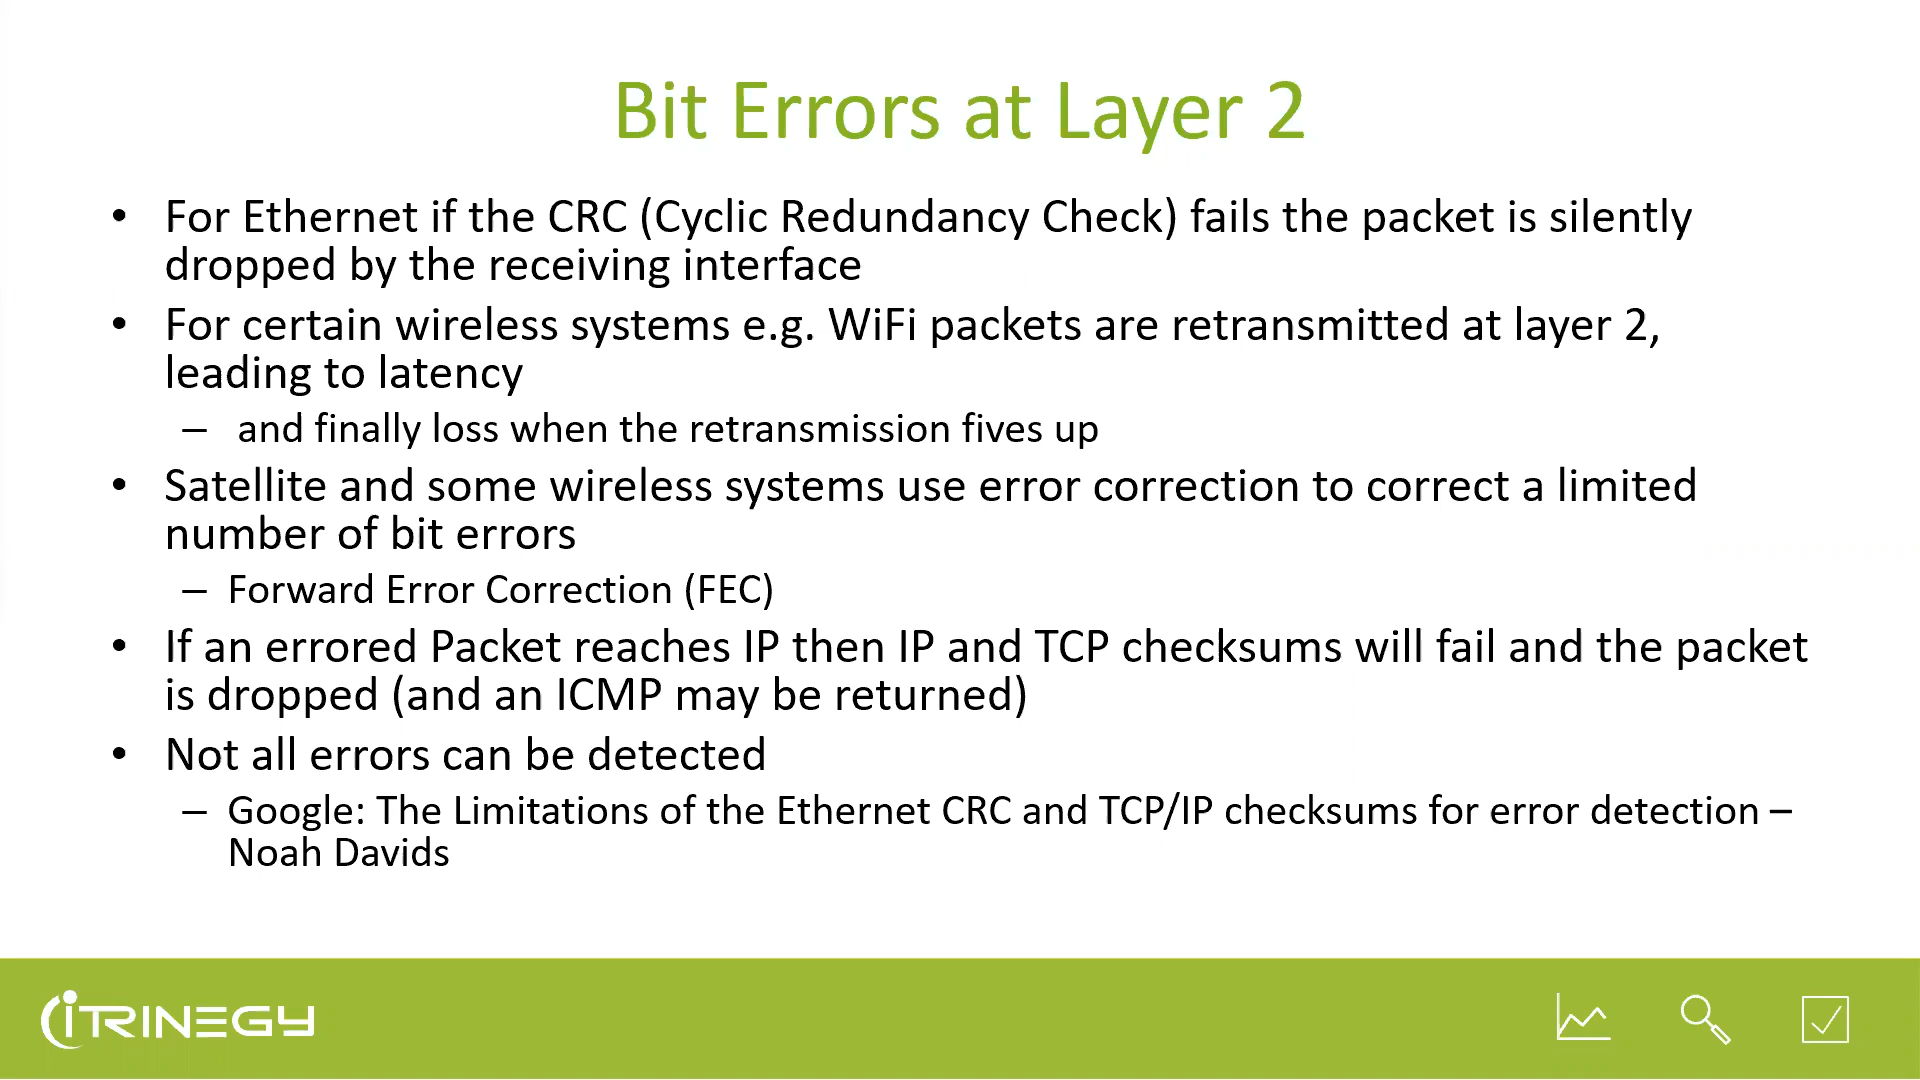 Bit Errors at Layer 2
• For Ethernet if the CRC (Cyclic Redundancy Check) fails the packet is silently
dropped by the receiving interface
• For certain wireless systems e.g. WiFi packets are retransmitted at layer 2,
leading to latency
– and finally loss when the retransmission fives up
• Satellite and some wireless systems use error correction to correct a limited
number of bit errors
– Forward Error Correction (FEC)
• If an errored Packet reaches IP then IP and TCP checksums will fail and the packet
is dropped (and an ICMP may be returned)
• Not all errors can be detected
– Google: The Limitations of the Ethernet CRC and TCP/IP checksums for error detection –
Noah Davids
iTRINEGY